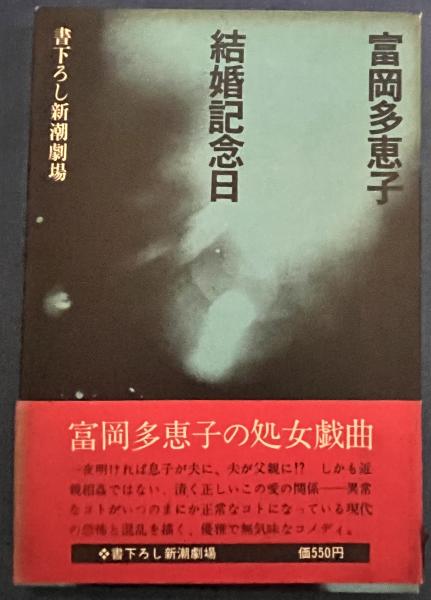 富岡多恵子
結婚記念日
書下ろし新潮劇場
富岡多恵子の処女戯曲
一夜明ければ息子が夫に、夫が父親に!? しかも近
親相姦ではない、清く正しいこの愛の関係──異常
なコトがいつのまにか正常なコトになっている現代
の恐怖と混乱を描く、優雅で無気味なコメディ。
❖書下ろし新潮劇場 価550円